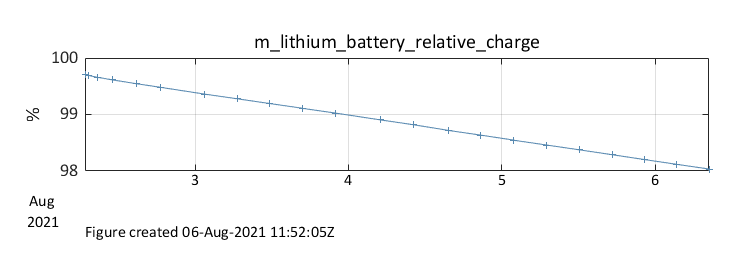 m_lithium_battery_relative_charge
100
99
98
%
3 4 5 6
Aug
2021
Figure created 06-Aug-2021 11:52:05Z